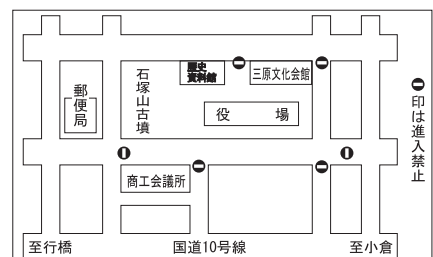 歴史
資料館
三原文化会館
石塚山古墳
郵便局
役場
商工会議所
印は進入禁止
至行橋
国道10号線
至小倉